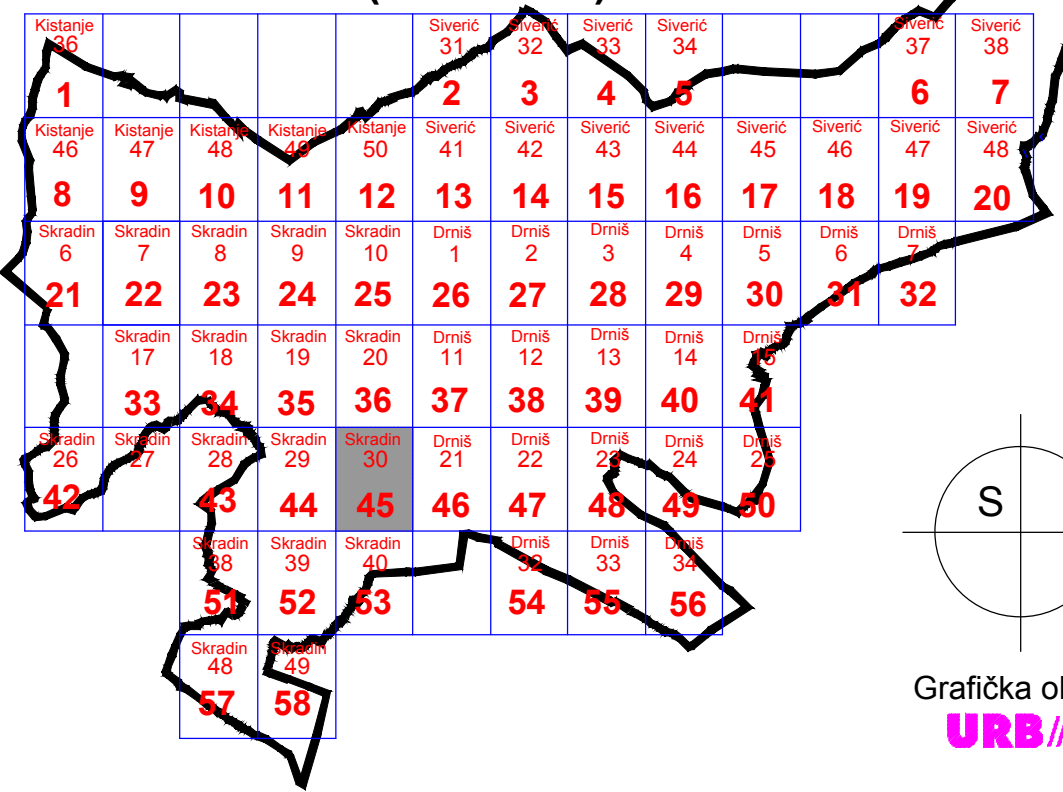 Kistanje Siverić Siverić Siverić Siverić Siverić Siverić
36 31 32 33 34 37 38
1 2 3 4 5 6 7
Kistanje Kistanje Kistanje Kistanje Kistanje Siverić Siverić Siverić Siverić Siverić Siverić Siverić Siverić
46 47 48 49 50 41 42 43 44 45 46 47 48
8 9 10 11 12 13 14 15 16 17 18 19 20
Skradin Skradin Skradin Skradin Skradin Drniš Drniš Drniš Drniš Drniš Drniš Drniš
6 7 8 9 10 1 2 3 4 5 6 7
21 22 23 24 25 26 27 28 29 30 31 32
Skradin Skradin Skradin Skradin Drniš Drniš Drniš Drniš Drniš
17 18 19 20 11 12 13 14 15
33 34 35 36 37 38 39 40 41
Skradin Skradin Skradin Skradin Skradin Drniš Drniš Drniš Drniš Drniš
26 27 28 29 30 21 22 23 24 25
42 43 44 45 46 47 48 49 50
Skradin Skradin Skradin Drniš Drniš Drniš
38 39 40 32 33 34
51 52 53 54 55 56
Skradin Skradin
48 49
57 58
S
Grafička
URB//